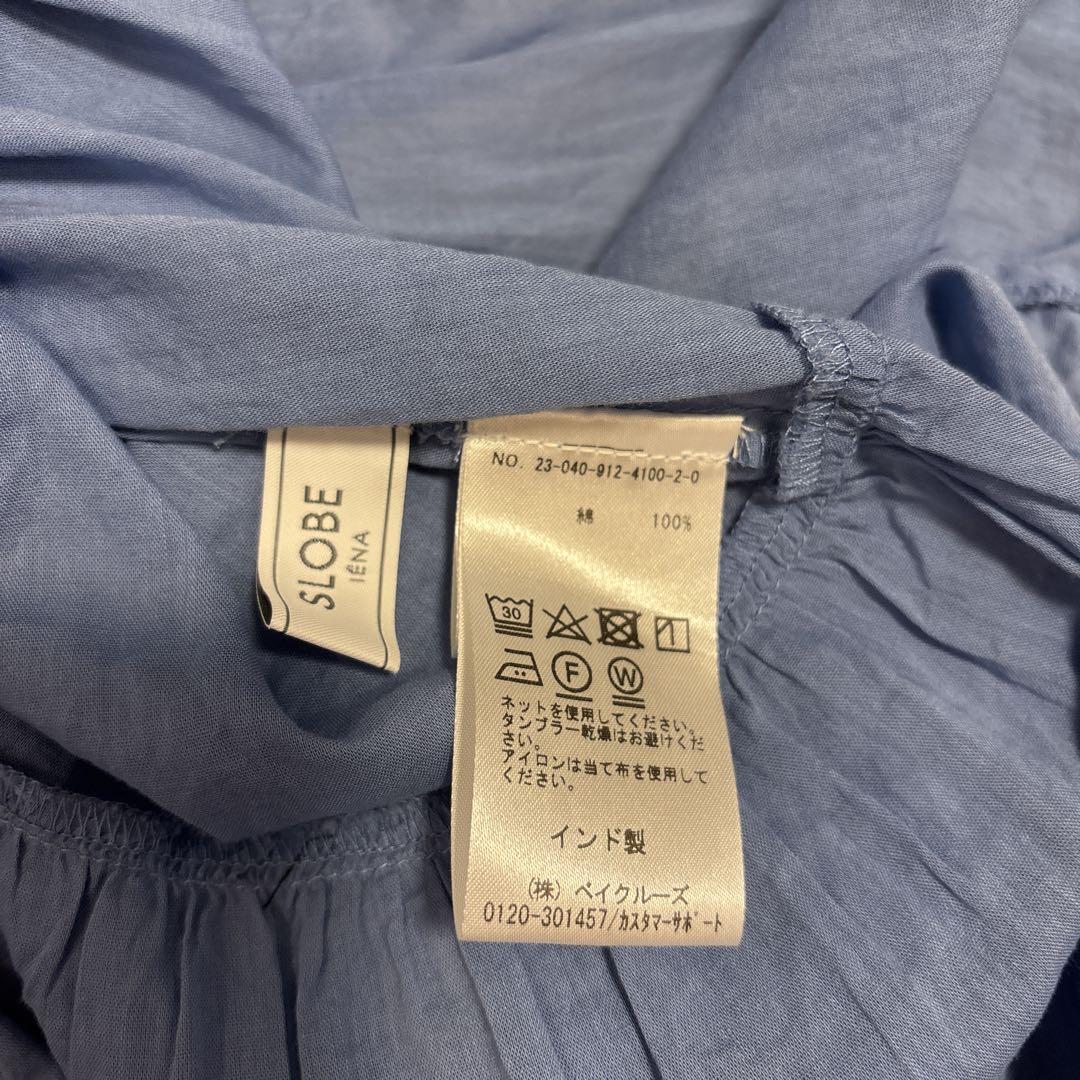 SLOBE
IÉNA
NO. 23-040-912-4100-2-0
綿 100%
30
F W
ネットを使用してください。
タンブラー乾燥はお避けくだ
さい。
アイロンは当て布を使用して
ください。
インド製
(株) ベイクルーズ
0120-301457/カスタマーサポート